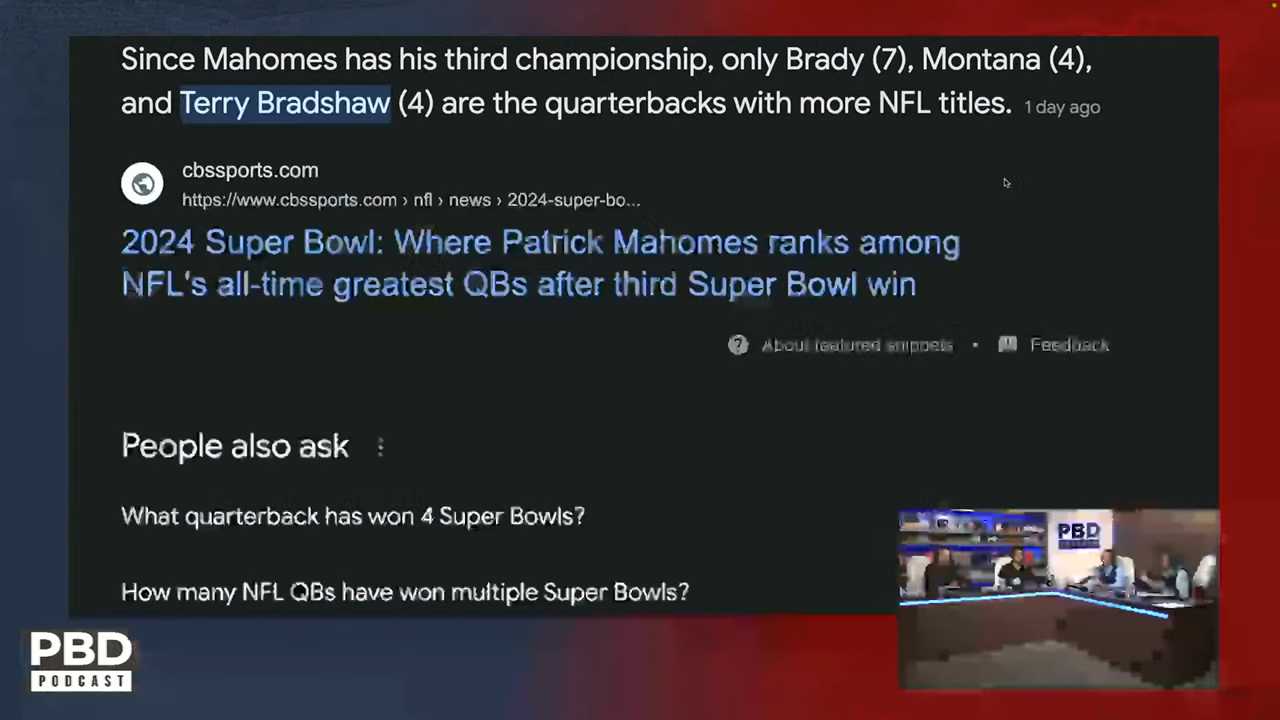 Since Mahomes has his third championship, only Brady (7), Montana (4),
and Terry Bradshaw (4) are the quarterbacks with more NFL titles. 1 day ago
cbssports.com
https://www.cbssports.com › nfl › news › 2024-super-bo...
2024 Super Bowl: Where Patrick Mahomes ranks among
NFL's all-time greatest QBs after third Super Bowl win
About featured snippets • Feedback
People also ask
What quarterback has won 4 Super Bowls?
How many NFL QBs have won multiple Super Bowls?
PBD
PBD
PODCAST